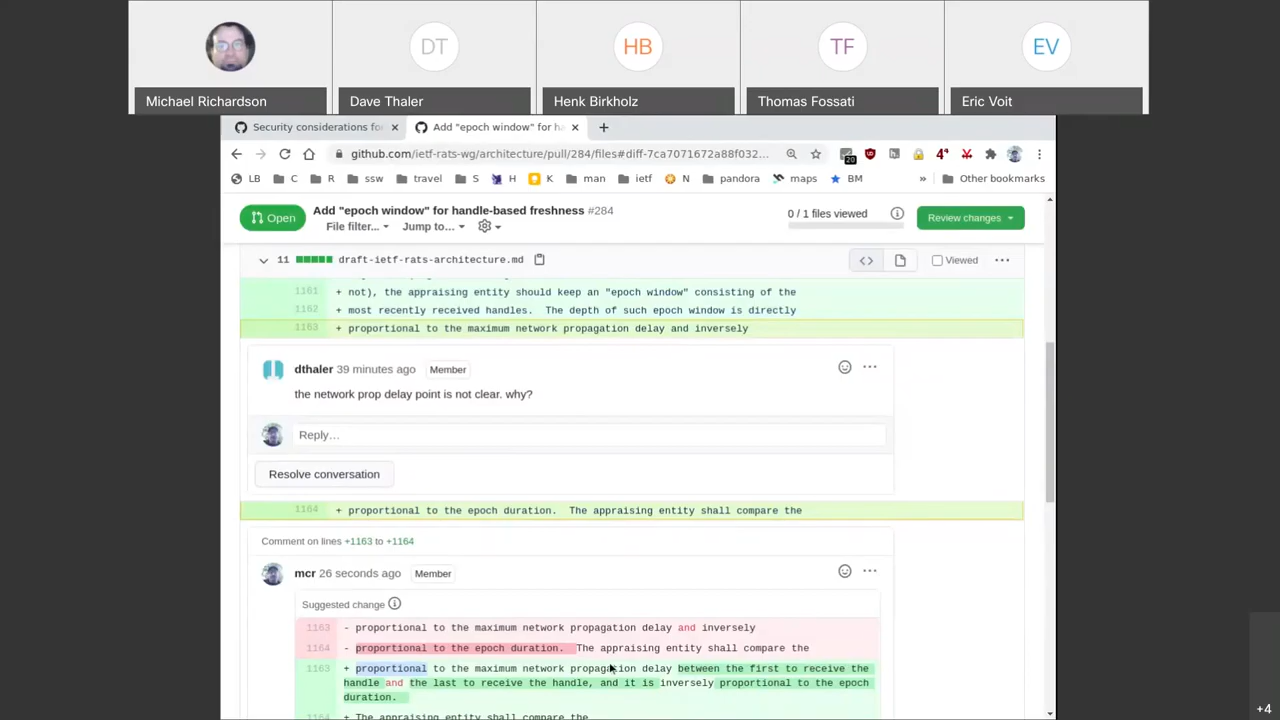 DT
HB
TF
EV
Michael Richardson
Dave Thaler
Henk Birkholz
Thomas Fossati
Eric Voit
Security considerations fo
Add "epoch window" for ha
github.com/ietf-rats-wg/architecture/pull/284/files#diff-7ca7071672a88f032...
20
LB
C
R
ssw
travel
S
H
K
man
ietf
N
pandora
maps
BM
»
Other bookmarks
Open
Add "epoch window" for handle-based freshness #284
File filter...
Jump to...
0 / 1 files viewed
Review changes
11
draft-ietf-rats-architecture.md
Viewed
1161 + not), the appraising entity should keep an "epoch window" consisting of the
1162 + most recently received handles. The depth of such epoch window is directly
1163 + proportional to the maximum network propagation delay and inversely
dthaler 39 minutes ago Member
the network prop delay point is not clear. why?
Reply...
Resolve conversation
1164 + proportional to the epoch duration. The appraising entity shall compare the
Comment on lines +1163 to +1164
mcr 26 seconds ago Member
Suggested change
1163 - proportional to the maximum network propagation delay and inversely
1164 - proportional to the epoch duration. The appraising entity shall compare the
1163 + proportional to the maximum network propagation delay between the first to receive the
handle and the last to receive the handle, and it is inversely proportional to the epoch
duration.
1164 + The appraising entity shall compare the
+4